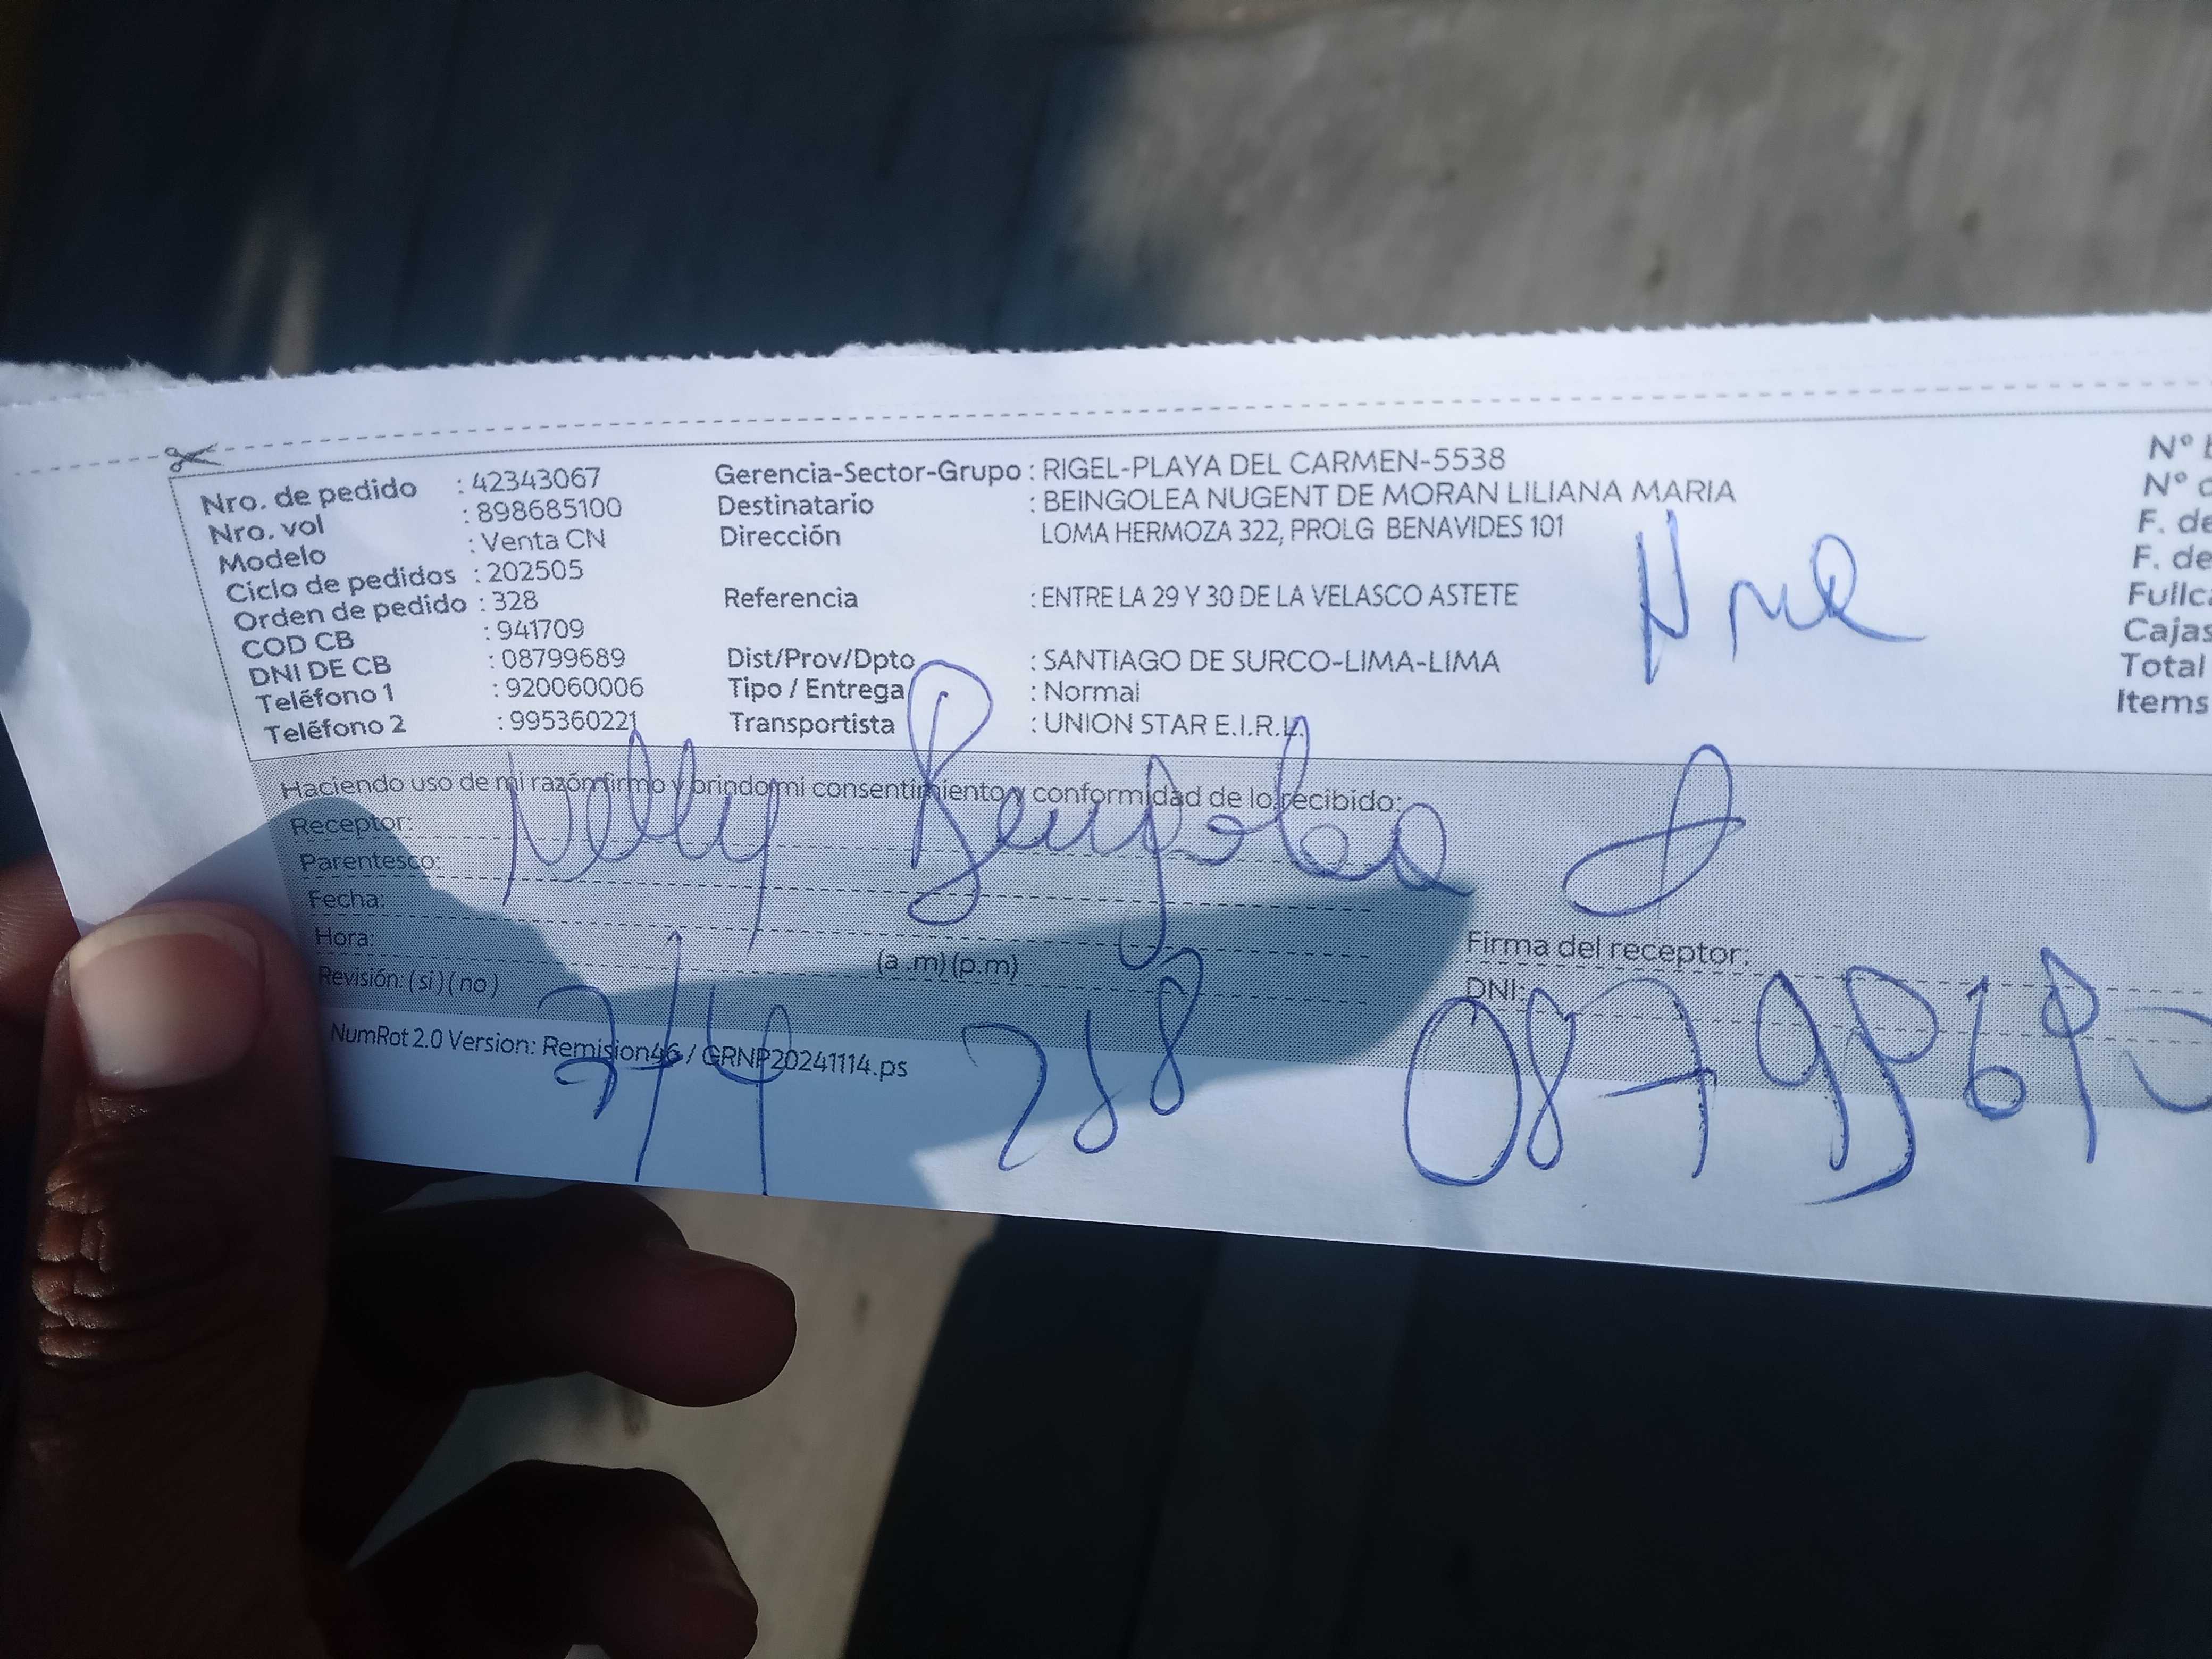 Nro. de pedido : 42343067
Nro. vol : 898685100
Modelo : Venta CN
Ciclo de pedidos : 202505
Orden de pedido : 328
COD CB : 941709
DNI DE CB : 08799689
Teléfono 1 : 920060006
Teléfono 2 : 995360221
Gerencia-Sector-Grupo : RIGEL-PLAYA DEL CARMEN-5538
Destinatario : BEINGOLEA NUGENT DE MORAN LILIANA MARIA
Dirección LOMA HERMOZA 322, PROLG BENAVIDES 101
Referencia : ENTRE LA 29 Y 30 DE LA VELASCO ASTETE
Dist/Prov/Dpto : SANTIAGO DE SURCO-LIMA-LIMA
Tipo / Entrega : Normal
Transportista : UNION STAR E.I.R.L.
Nº
Nº
F. de
F. de
Cajas
Total
Items
Haciendo uso de mi razón firmo y brindo mi consentimiento y conformidad de lo recibido:
Receptor: Nelly Beingolea
Parentesco:
Fecha:
Hora: (a .m) (p.m)
Revisión: ( si ) ( no )
Firma del receptor:
DNI:
NumRot 2.0 Version: Remision46 / GRNP20241114.ps